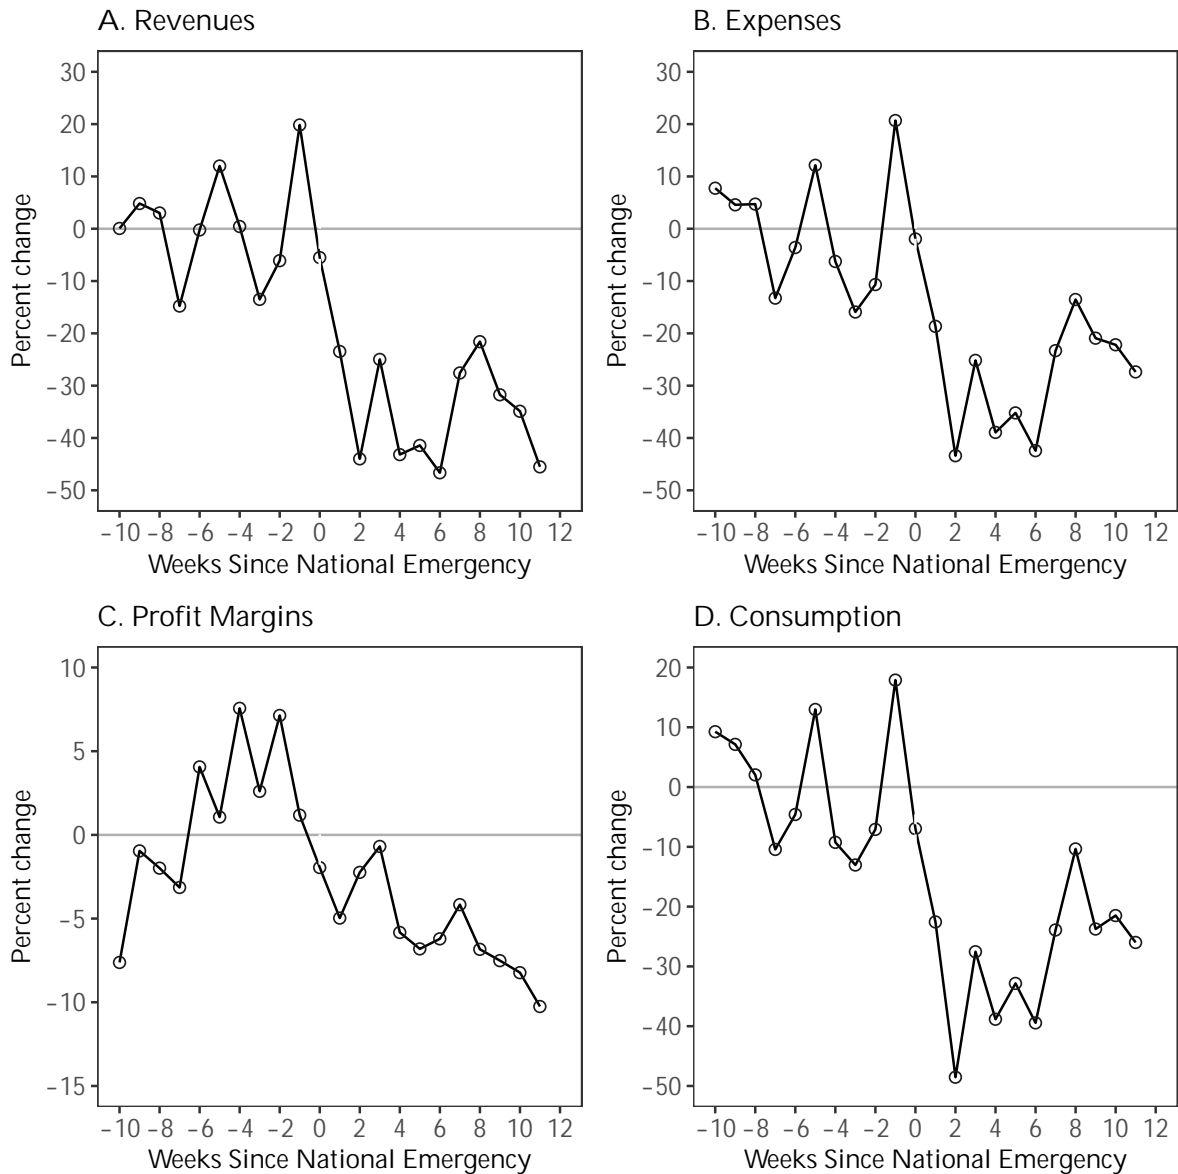 A. Revenues
30
20
10
0
−10
−20
−30
−40
−50
Percent change
−10 −8 −6 −4 −2 0 2 4 6 8 10 12
Weeks Since National Emergency
B. Expenses
30
20
10
0
−10
−20
−30
−40
−50
Percent change
−10 −8 −6 −4 −2 0 2 4 6 8 10 12
Weeks Since National Emergency
C. Profit Margins
10
5
0
−5
−10
−15
Percent change
−10 −8 −6 −4 −2 0 2 4 6 8 10 12
Weeks Since National Emergency
D. Consumption
20
10
0
−10
−20
−30
−40
−50
Percent change
−10 −8 −6 −4 −2 0 2 4 6 8 10 12
Weeks Since National Emergency